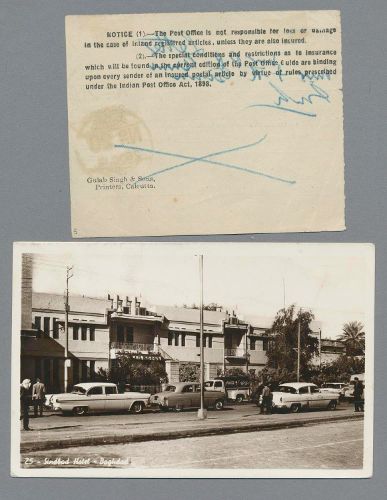 NOTICE (1).—The Post Office is not responsible for loss or damage
in the case of inland registered articles, unless they are also insured.
(2).—The special conditions and restrictions as to insurance
which will be found in the current edition of the Post Office Guide are binding
upon every sender of an insured postal article by virtue of rules prescribed
under the Indian Post Office Act, 1898.
Gulab Singh & Sons,
Printers, Calcutta.
25 - Sindbad Hotel - Baghdad